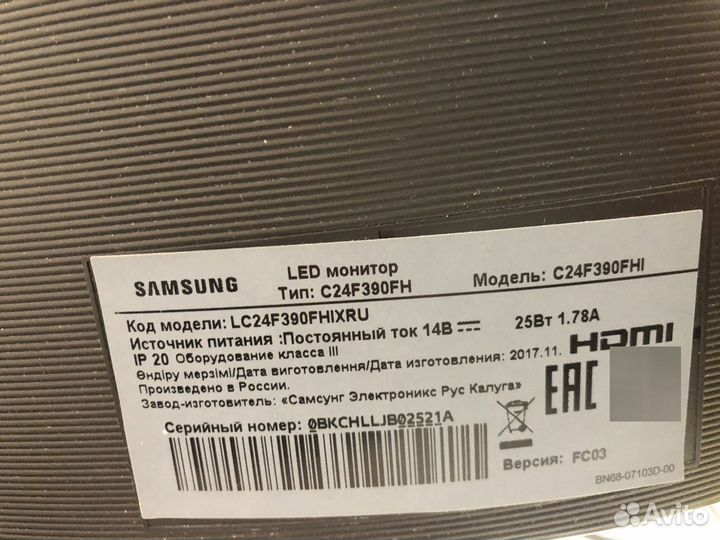 SAMSUNG
LED монитор
Тип: C24F390FH
Модель: C24F390FHI
Код модели: LC24F390FHIXRU
Источник питания :Постоянный ток 14В 25Вт 1.78A
IP 20 Оборудование класса III
HDMI
Өндіру мерзімі/Дата выготовления/Дата изготовления: 2017.11.
Произведено в России.
Завод-изготовитель: «Самсунг Электроникс Рус Калуга»
EAC
Серийный номер: 0BKCHLLJB02521A
Версия: FC03
BN68-07103D-00
Avito